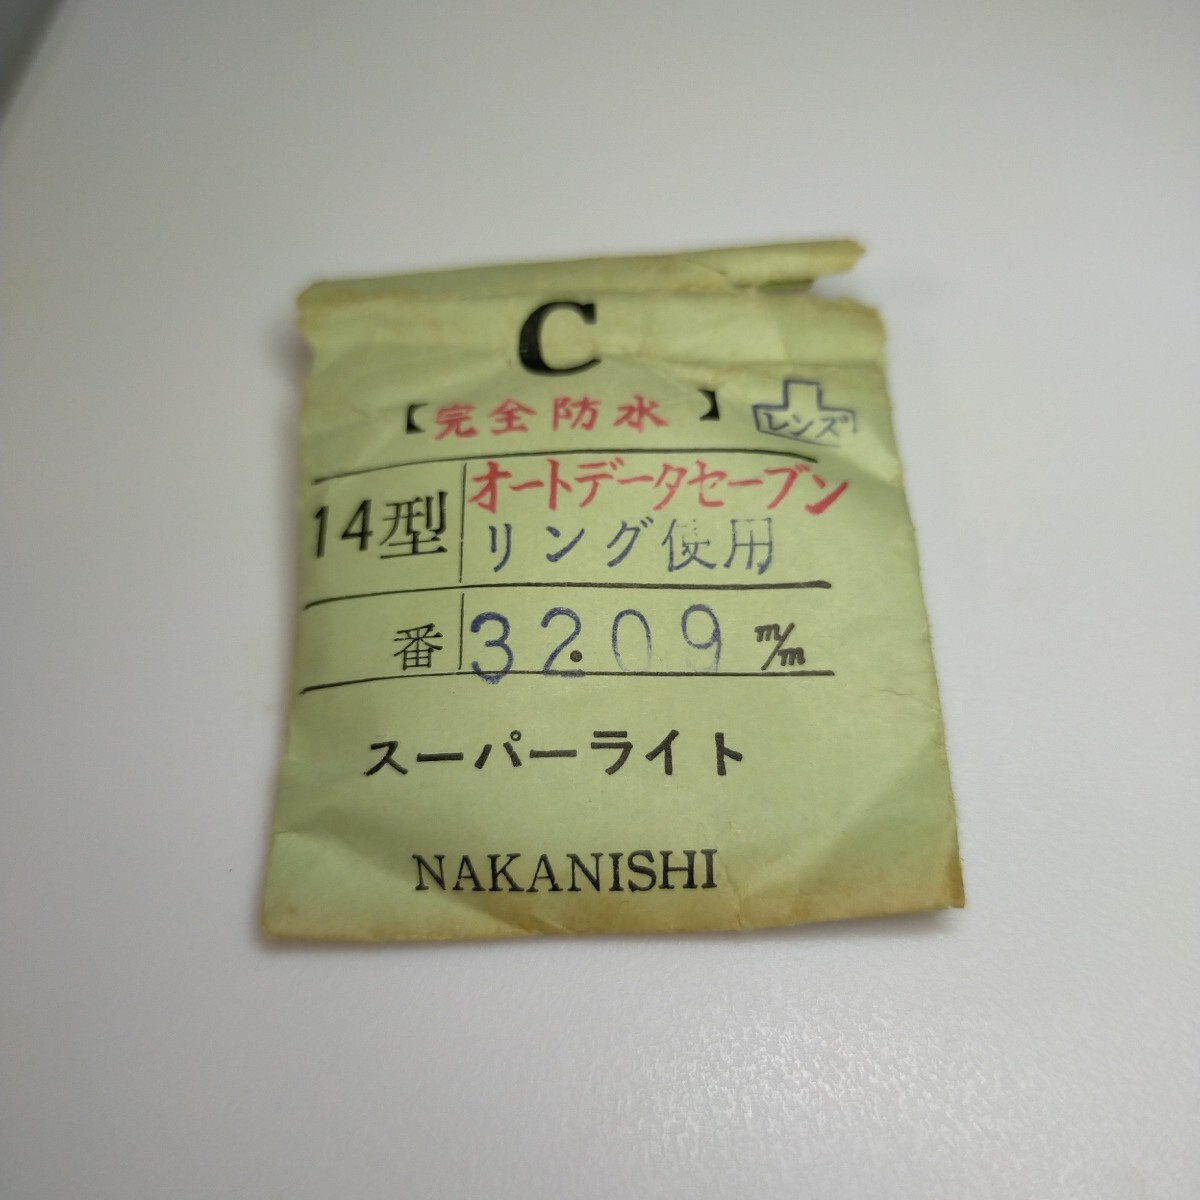 C
【完全防水】 レンズ
14型 オートデータセーブン
リング使用
番 32.09 m/m
スーパーライト
NAKANISHI